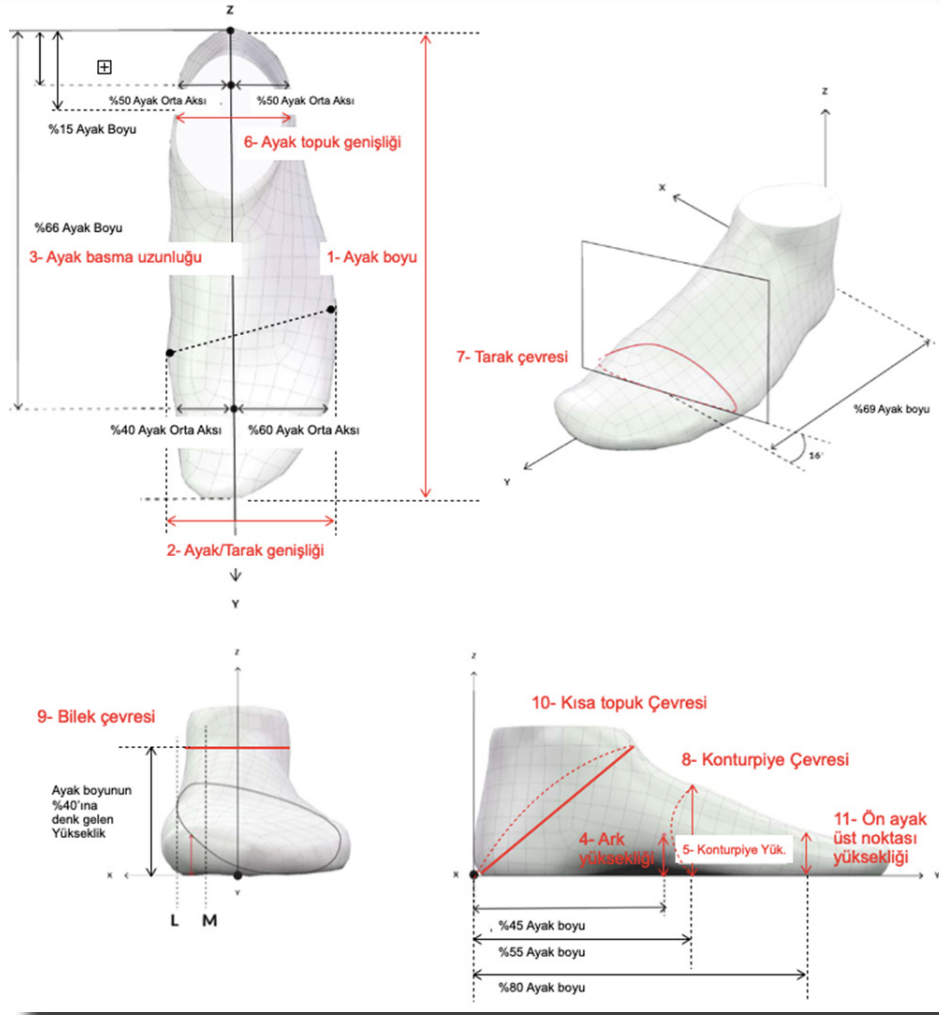 Z
%50 Ayak Orta Aksı
%50 Ayak Orta Aksı
%15 Ayak Boyu
6- Ayak topuk genişliği
%66 Ayak Boyu
3- Ayak basma uzunluğu
1- Ayak boyu
%40 Ayak Orta Aksı
%60 Ayak Orta Aksı
2- Ayak/Tarak genişliği
Y
Z
X
7- Tarak çevresi
%69 Ayak boyu
16°
Y
Z
9- Bilek çevresi
Ayak boyunun
%40'ına
denk gelen
Yükseklik
X
Y
L
M
Z
10- Kısa topuk Çevresi
8- Konturpiye Çevresi
4- Ark
yüksekliği
5- Konturpiye Yük.
11- Ön ayak
üst noktası
yüksekliği
X
Y
%45 Ayak boyu
%55 Ayak boyu
%80 Ayak boyu